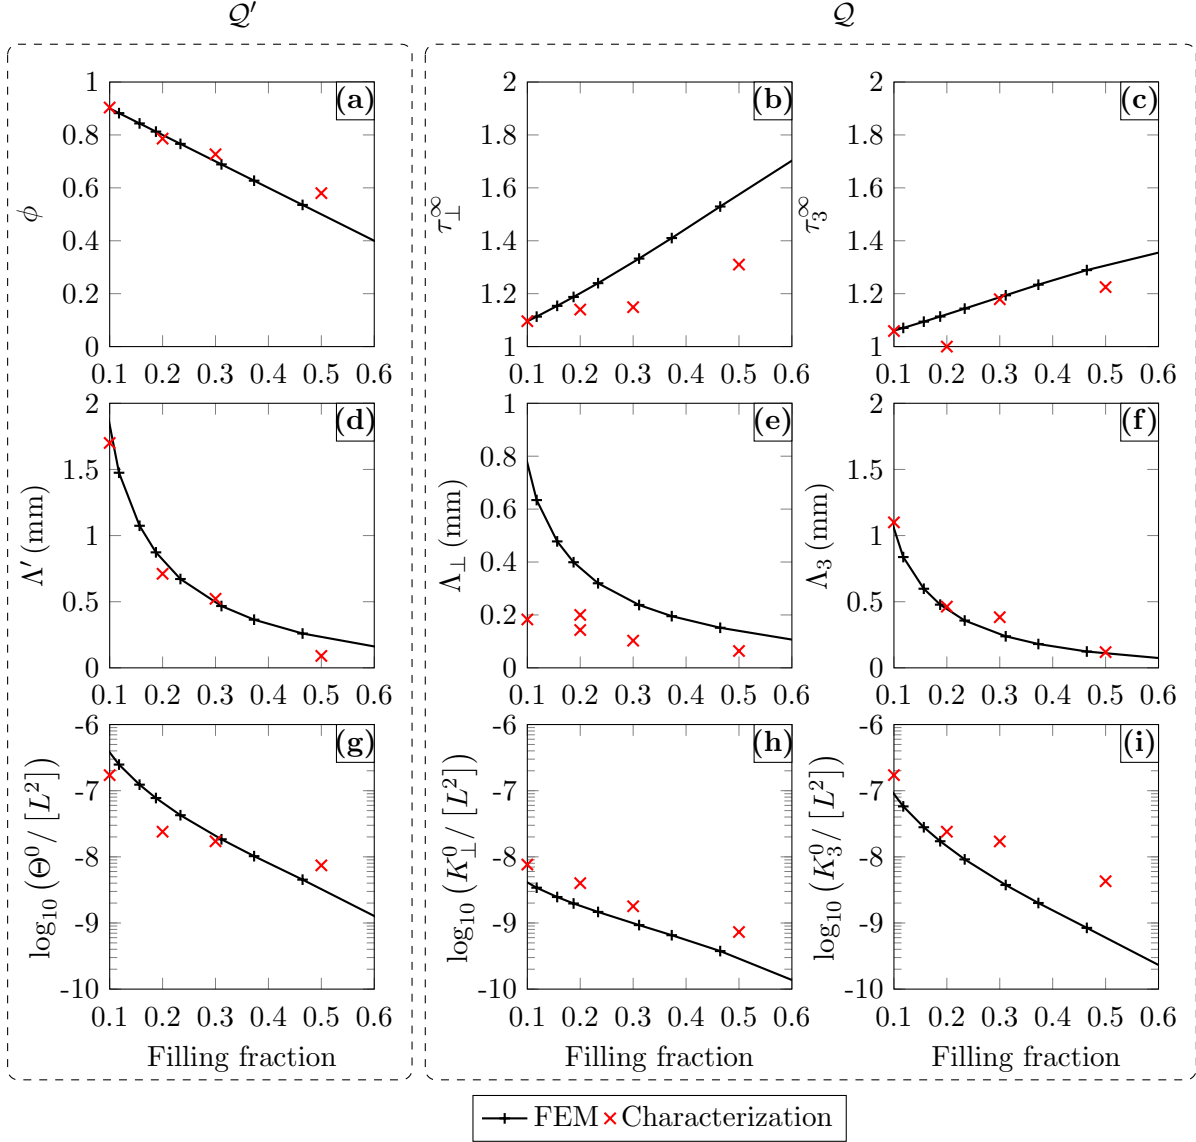 𝒬′ 𝒬
(a) (b) (c)
1 2 2
0.8 1.8 1.8
0.6 1.6 1.6
0.4 1.4 1.4
0.2 1.2 1.2
0 1 1
ϕ τ⊥^∞ τ3^∞
0.1 0.2 0.3 0.4 0.5 0.6 0.1 0.2 0.3 0.4 0.5 0.6 0.1 0.2 0.3 0.4 0.5 0.6
(d) (e) (f)
2 1 2
1.5 0.8 1.5
1 0.6 1
0.5 0.4 0.5
0 0.2 0
0
Λ′ (mm) Λ⊥ (mm) Λ3 (mm)
0.1 0.2 0.3 0.4 0.5 0.6 0.1 0.2 0.3 0.4 0.5 0.6 0.1 0.2 0.3 0.4 0.5 0.6
(g) (h) (i)
-6 -6 -6
-7 -7 -7
-8 -8 -8
-9 -9 -9
-10 -10 -10
log10 (Θ^0/ [L^2]) log10 (K⊥^0/ [L^2]) log10 (K3^0/ [L^2])
0.1 0.2 0.3 0.4 0.5 0.6 0.1 0.2 0.3 0.4 0.5 0.6 0.1 0.2 0.3 0.4 0.5 0.6
Filling fraction Filling fraction Filling fraction
FEM Characterization